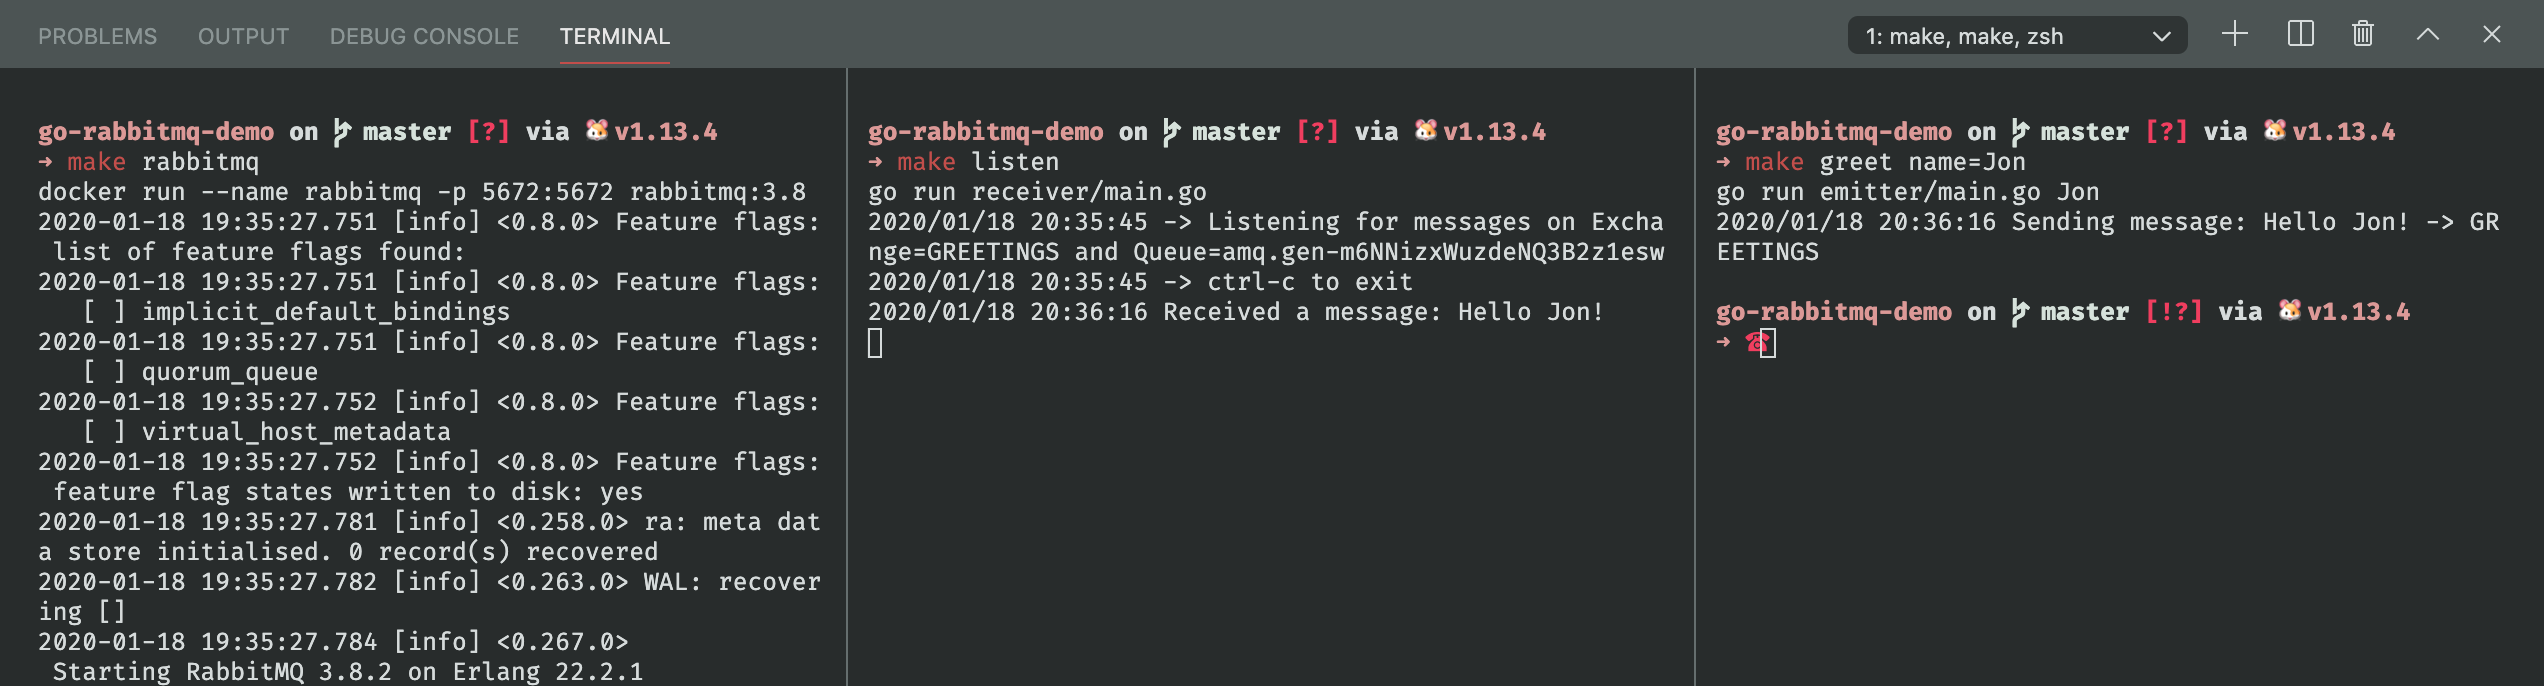 PROBLEMS OUTPUT DEBUG CONSOLE TERMINAL 1: make, make, zsh
go-rabbitmq-demo on master [?] via 🐹v1.13.4
➜ make rabbitmq
docker run --name rabbitmq -p 5672:5672 rabbitmq:3.8
2020-01-18 19:35:27.751 [info] <0.8.0> Feature flags:
 list of feature flags found:
2020-01-18 19:35:27.751 [info] <0.8.0> Feature flags:
   [ ] implicit_default_bindings
2020-01-18 19:35:27.751 [info] <0.8.0> Feature flags:
   [ ] quorum_queue
2020-01-18 19:35:27.752 [info] <0.8.0> Feature flags:
   [ ] virtual_host_metadata
2020-01-18 19:35:27.752 [info] <0.8.0> Feature flags:
 feature flag states written to disk: yes
2020-01-18 19:35:27.781 [info] <0.258.0> ra: meta dat
a store initialised. 0 record(s) recovered
2020-01-18 19:35:27.782 [info] <0.263.0> WAL: recover
ing []
2020-01-18 19:35:27.784 [info] <0.267.0>
 Starting RabbitMQ 3.8.2 on Erlang 22.2.1
go-rabbitmq-demo on master [?] via 🐹v1.13.4
➜ make listen
go run receiver/main.go
2020/01/18 20:35:45 -> Listening for messages on Excha
nge=GREETINGS and Queue=amq.gen-m6NNizxWuzdeNQ3B2z1esw
2020/01/18 20:35:45 -> ctrl-c to exit
2020/01/18 20:36:16 Received a message: Hello Jon!
go-rabbitmq-demo on master [?] via 🐹v1.13.4
➜ make greet name=Jon
go run emitter/main.go Jon
2020/01/18 20:36:16 Sending message: Hello Jon! -> GR
EETINGS
go-rabbitmq-demo on master [!?] via 🐹v1.13.4
➜ ☎